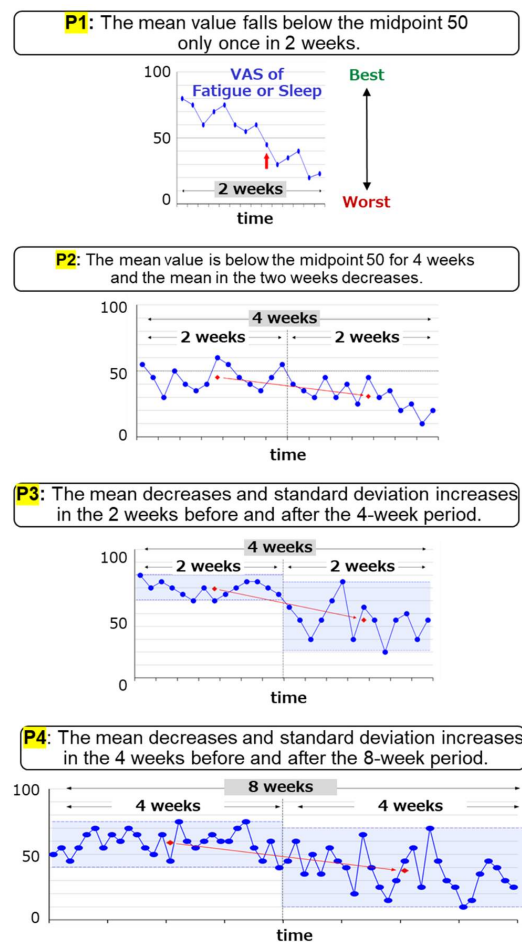 P1: The mean value falls below the midpoint 50
only once in 2 weeks.
100
50
0
VAS of
Fatigue or Sleep
2 weeks
time
Best
Worst
P2: The mean value is below the midpoint 50 for 4 weeks
and the mean in the two weeks decreases.
100
50
0
4 weeks
2 weeks
2 weeks
time
P3: The mean decreases and standard deviation increases
in the 2 weeks before and after the 4-week period.
100
50
0
4 weeks
2 weeks
2 weeks
time
P4: The mean decreases and standard deviation increases
in the 4 weeks before and after the 8-week period.
100
50
0
8 weeks
4 weeks
4 weeks
time